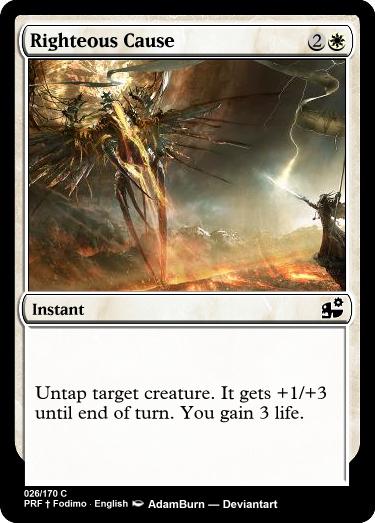 Righteous Cause 2
Instant
Untap target creature. It gets +1/+3
until end of turn. You gain 3 life.
026/170 C
PRF † Fodimo · English AdamBurn — Deviantart